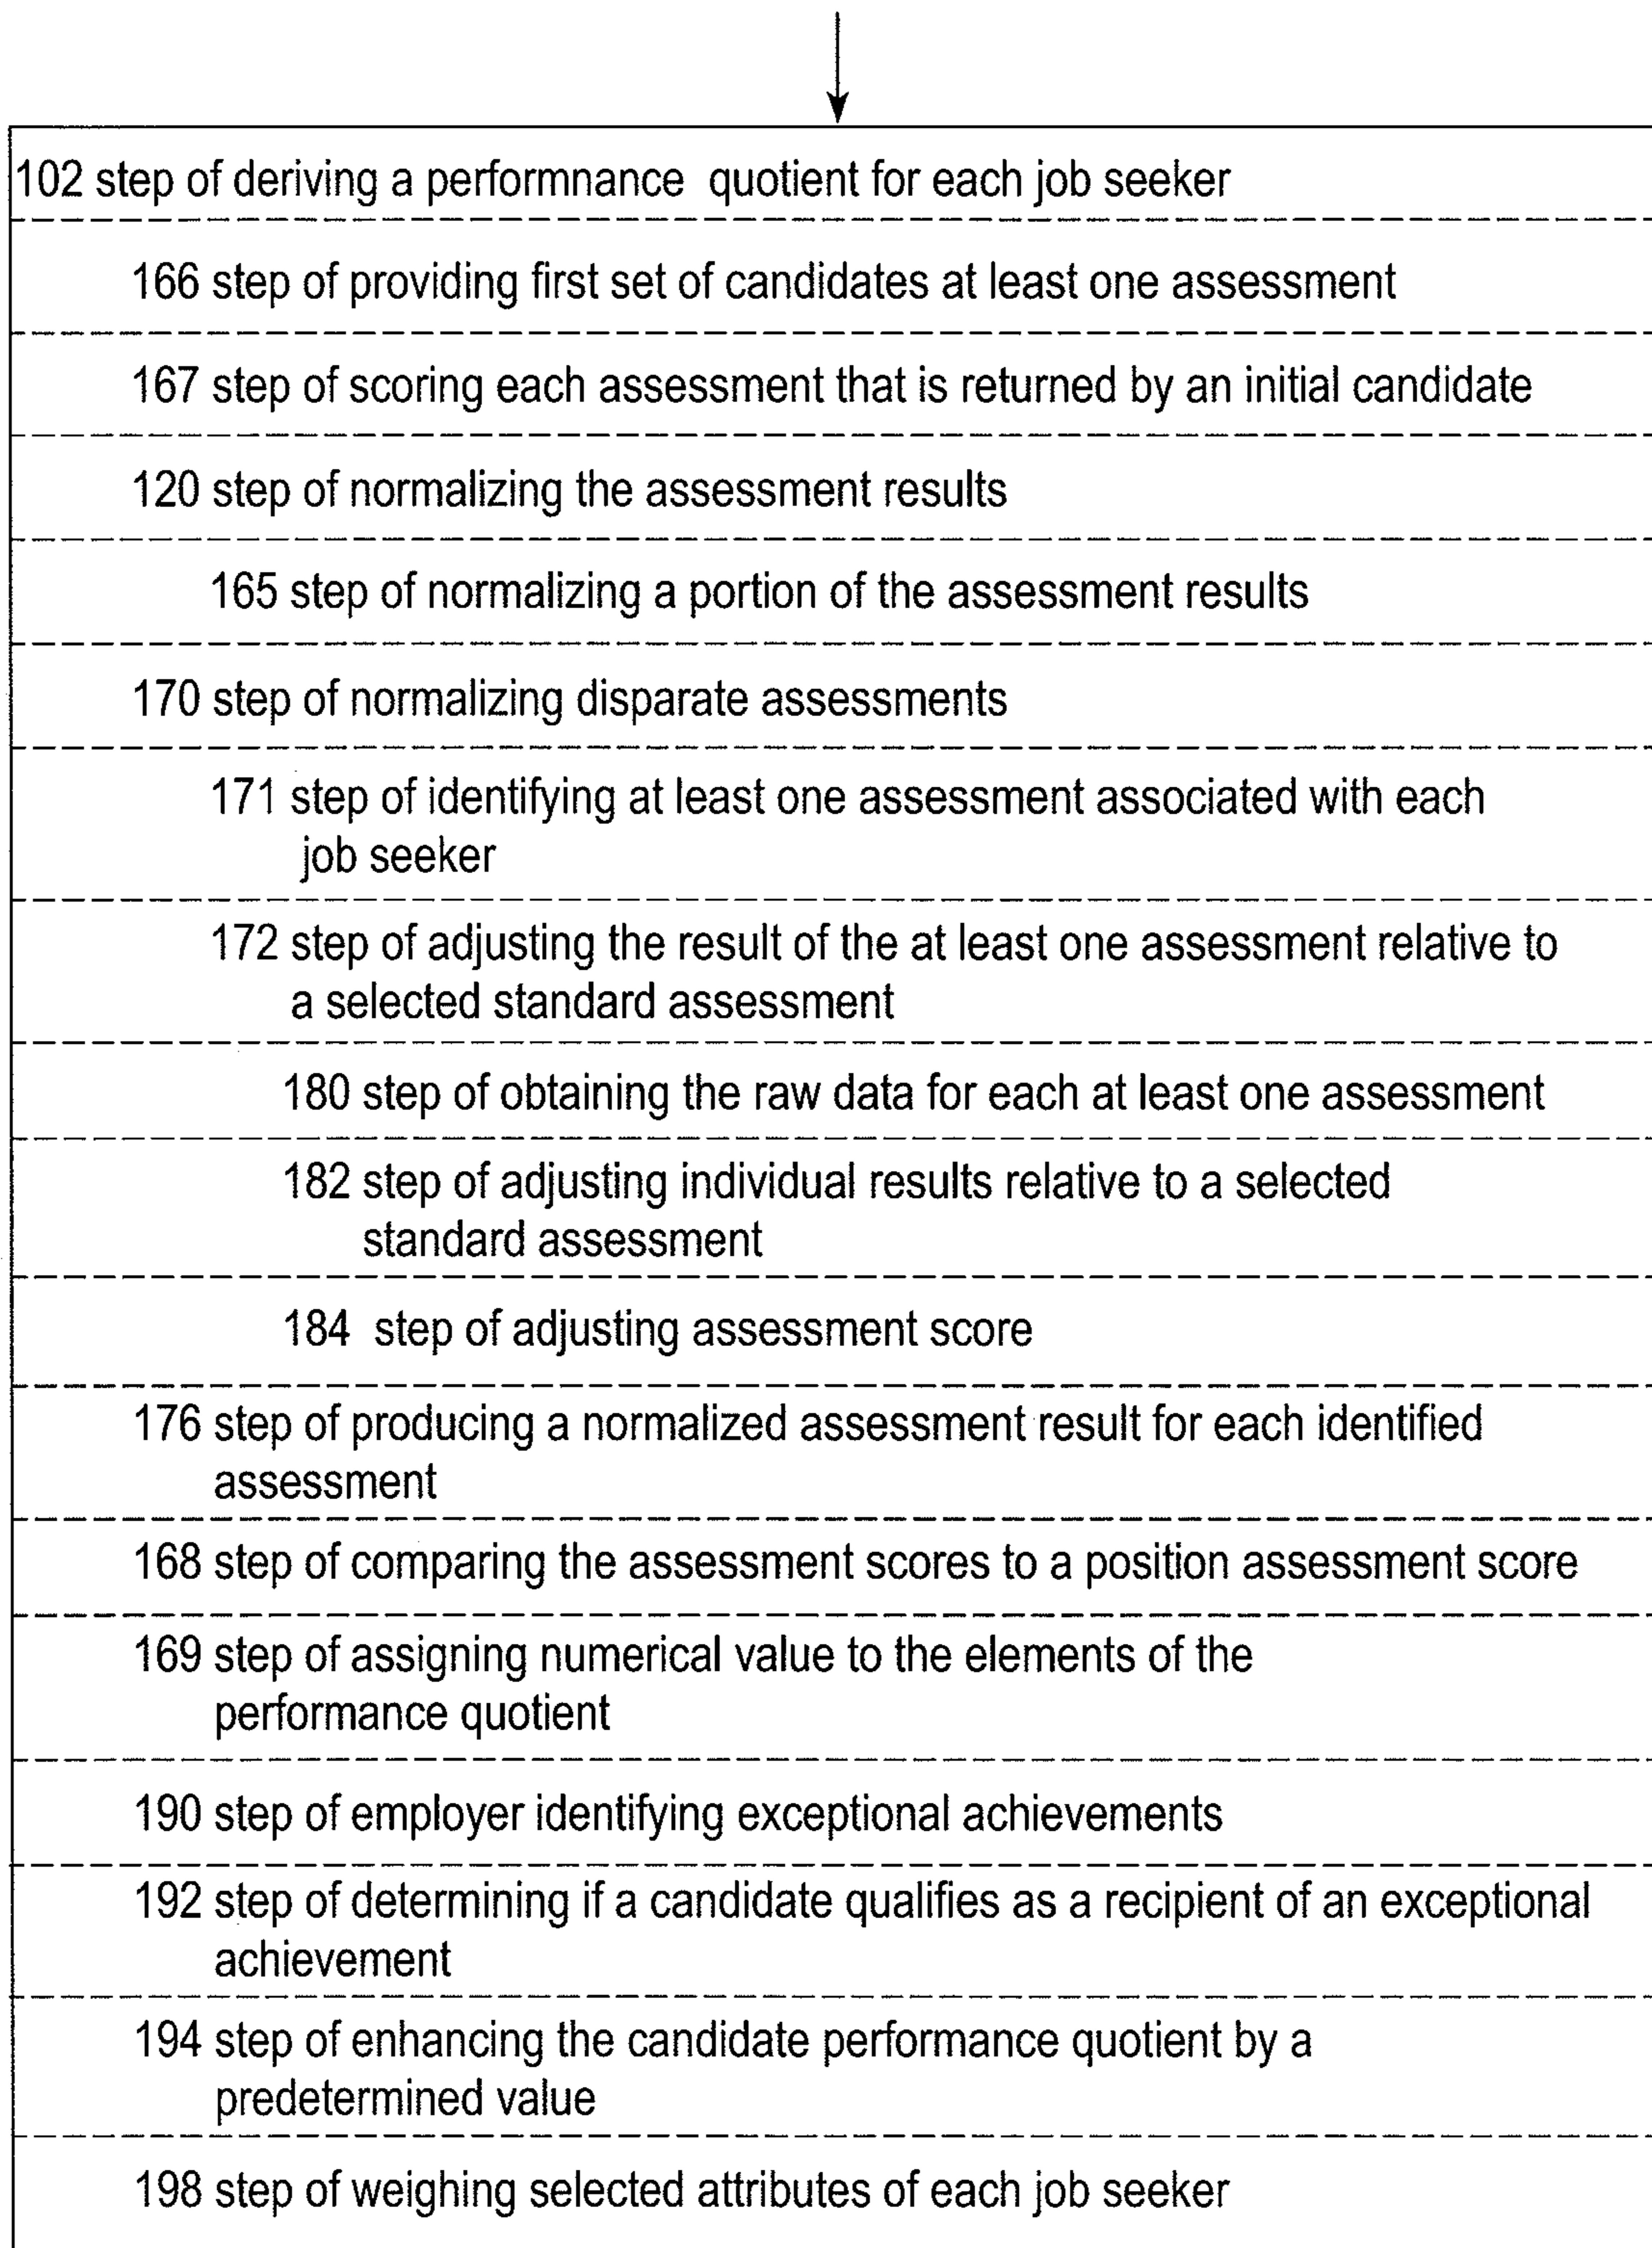 102 step of deriving a performnance quotient for each job seeker
166 step of providing first set of candidates at least one assessment
167 step of scoring each assessment that is returned by an initial candidate
120 step of normalizing the assessment results
165 step of normalizing a portion of the assessment results
170 step of normalizing disparate assessments
171 step of identifying at least one assessment associated with each
job seeker
172 step of adjusting the result of the at least one assessment relative to
a selected standard assessment
180 step of obtaining the raw data for each at least one assessment
182 step of adjusting individual results relative to a selected
standard assessment
184 step of adjusting assessment score
176 step of producing a normalized assessment result for each identified
assessment
168 step of comparing the assessment scores to a position assessment score
169 step of assigning numerical value to the elements of the
performance quotient
190 step of employer identifying exceptional achievements
192 step of determining if a candidate qualifies as a recipient of an exceptional
achievement
194 step of enhancing the candidate performance quotient by a
predetermined value
198 step of weighing selected attributes of each job seeker